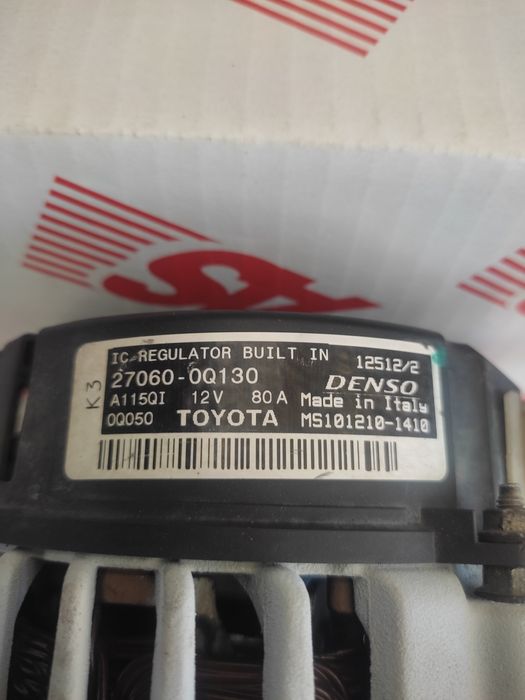 IC-REGULATOR BUILT IN 12512/2
27060-0Q130 DENSO
A115QI 12V 80A Made in Italy
0Q050 TOYOTA MS101210-1410
K3